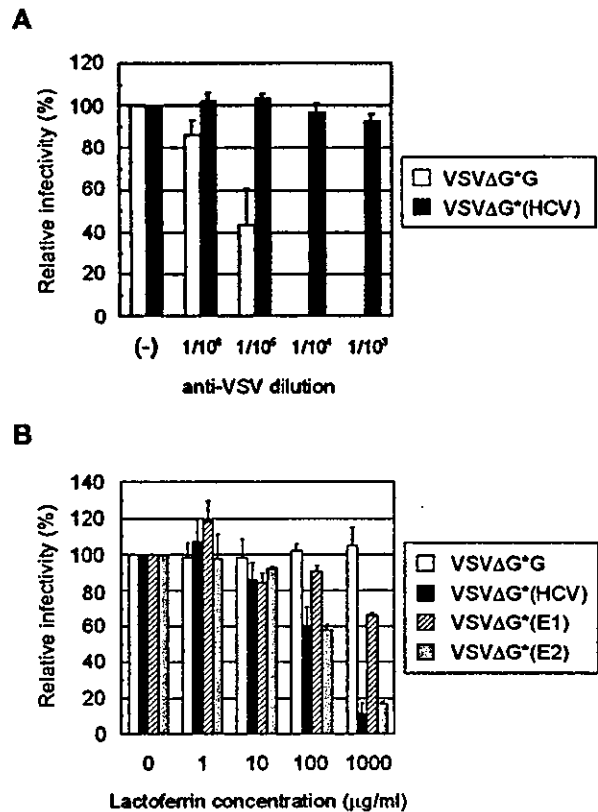 A
Relative infectivity (%)
120
100
80
60
40
20
0
(-) 1/10⁶ 1/10⁵ 1/10⁴ 1/10³
anti-VSV dilution
VSVΔG*G
VSVΔG*(HCV)
B
Relative infectivity (%)
140
120
100
80
60
40
20
0
0 1 10 100 1000
Lactoferrin concentration (µg/ml)
VSVΔG*G
VSVΔG*(HCV)
VSVΔG*(E1)
VSVΔG*(E2)